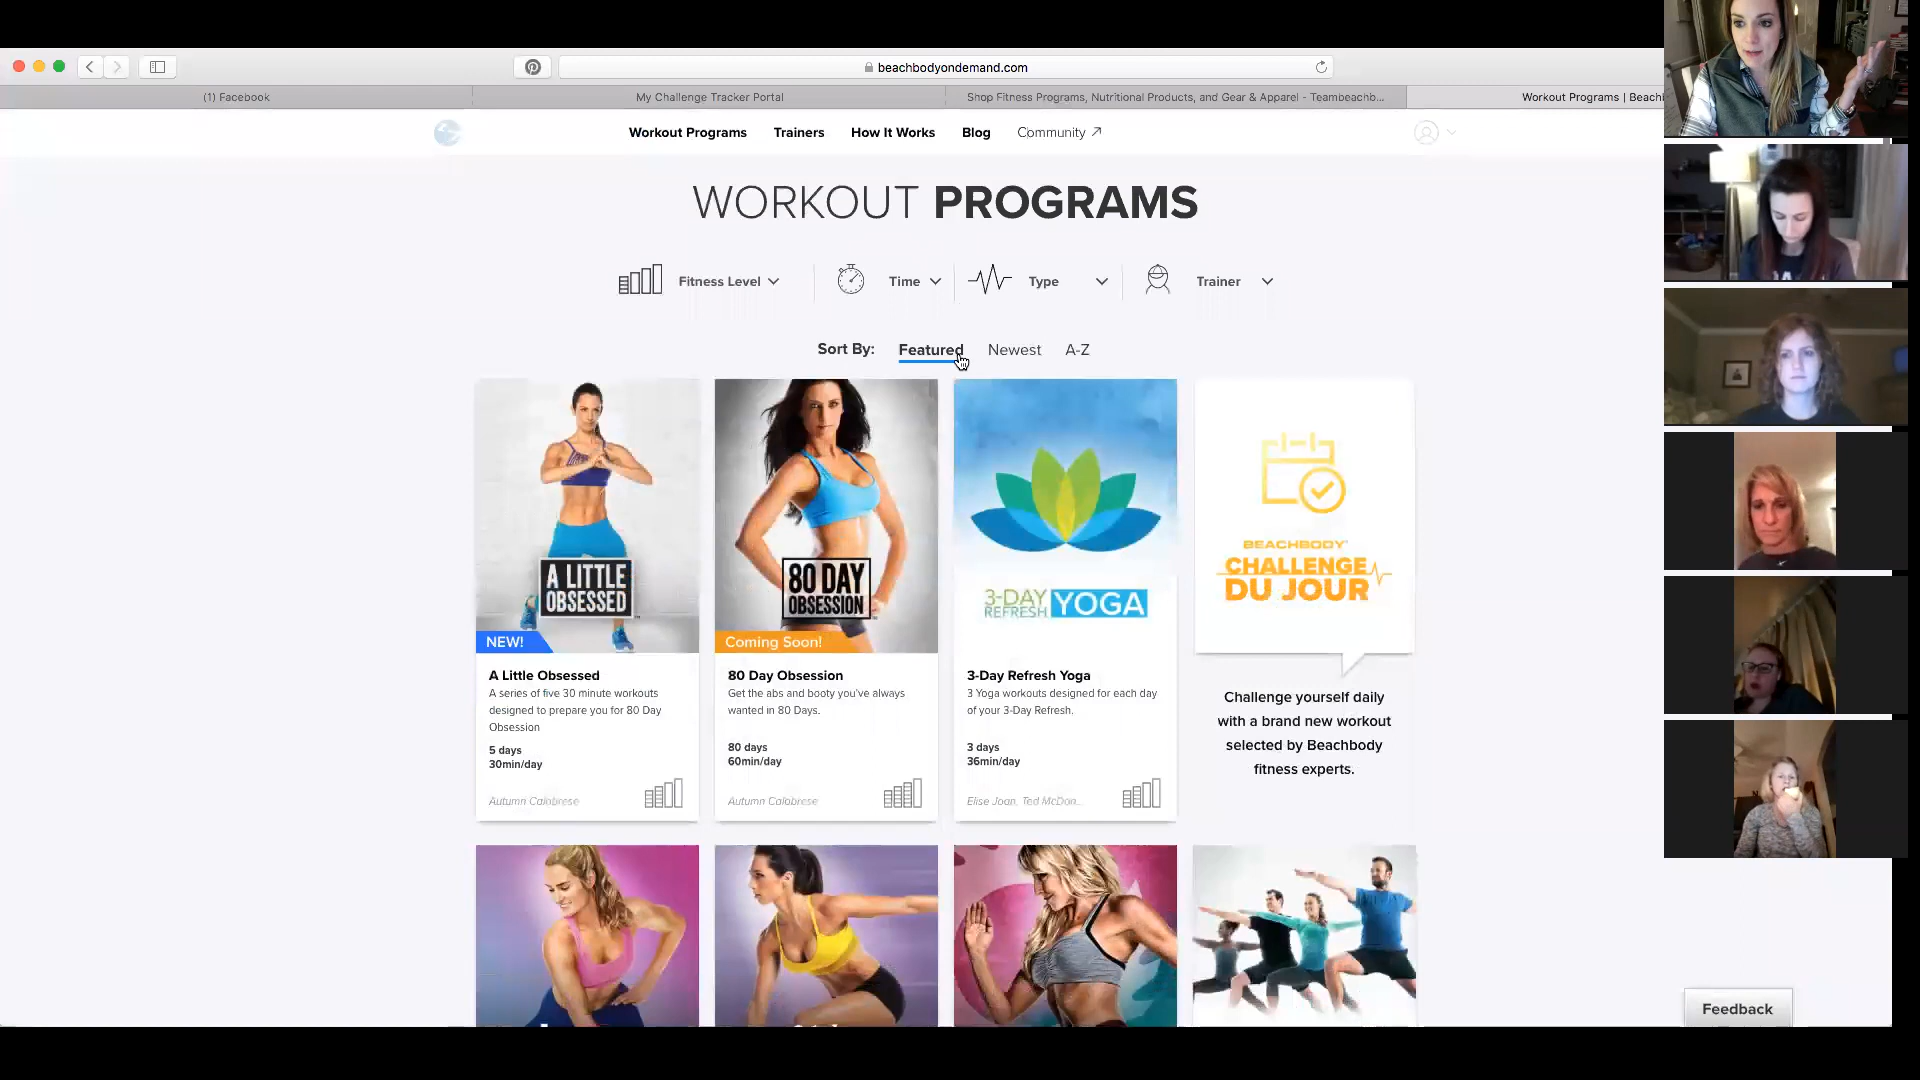 beachbodyondemand.com
(1) Facebook
My Challenge Tracker Portal
Shop Fitness Programs, Nutritional Products, and Gear & Apparel - Teambeachb...
Workout Programs | Beachb
Workout Programs
Trainers
How It Works
Blog
Community
WORKOUT PROGRAMS
Fitness Level
Time
Type
Trainer
Sort By:
Featured
Newest
A-Z
A LITTLE
OBSESSED
NEW!
A Little Obsessed
A series of five 30 minute workouts
designed to prepare you for 80 Day
Obsession
5 days
30min/day
Autumn Calabrese
80 DAY
OBSESSION
Coming Soon!
80 Day Obsession
Get the abs and booty you've always
wanted in 80 Days.
80 days
60min/day
Autumn Calabrese
3-DAY
REFRESH
YOGA
3-Day Refresh Yoga
3 Yoga workouts designed for each day
of your 3-Day Refresh.
3 days
36min/day
Elise Joan, Ted McDon...
BEACHBODY
CHALLENGE
DU JOUR
Challenge yourself daily
with a brand new workout
selected by Beachbody
fitness experts.
Feedback